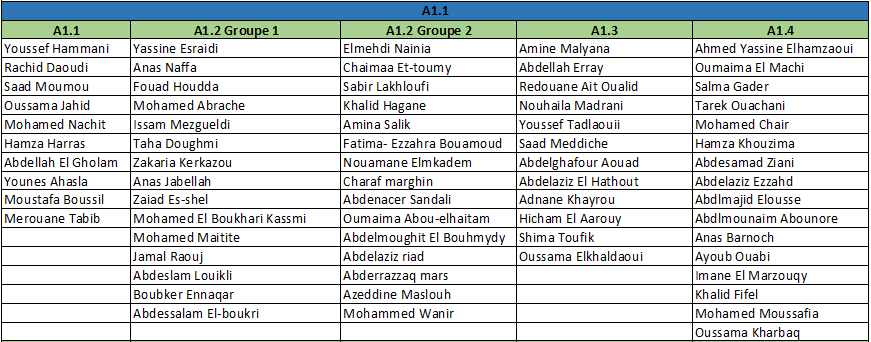 A1.1
A1.1 A1.2 Groupe 1 A1.2 Groupe 2 A1.3 A1.4
Youssef Hammani Yassine Esraidi Elmehdi Nainia Amine Malyana Ahmed Yassine Elhamzaoui
Rachid Daoudi Anas Naffa Chaimaa Et-toumy Abdellah Erray Oumaima El Machi
Saad Moumou Fouad Houdda Sabir Lakhloufi Redouane Ait Oualid Salma Gader
Oussama Jahid Mohamed Abrache Khalid Hagane Nouhaila Madrani Tarek Ouachani
Mohamed Nachit Issam Mezgueldi Amina Salik Youssef Tadlaouii Mohamed Chair
Hamza Harras Taha Doughmi Fatima- Ezzahra Bouamoud Saad Meddiche Hamza Khouzima
Abdellah El Gholam Zakaria Kerkazou Nouamane Elmkadem Abdelghafour Aouad Abdesamad Ziani
Younes Ahasla Anas Jabellah Charaf marghin Abdelaziz El Hathout Abdelaziz Ezzahd
Moustafa Boussil Zaiad Es-shel Abdenacer Sandali Adnane Khayrou Abdlmajid Elousse
Merouane Tabib Mohamed El Boukhari Kassmi Oumaima Abou-elhaitam Hicham El Aarouy Abdlmounaim Abounore
Mohamed Maitite Abdelmoughit El Bouhmydy Shima Toufik Anas Barnoch
Jamal Raouj Abdelaziz riad Oussama Elkhaldaoui Ayoub Ouabi
Abdeslam Louikli Abderrazzaq mars Imane El Marzouqy
Boubker Ennaqar Azeddine Maslouh Khalid Fifel
Abdessalam El-boukri Mohammed Wanir Mohamed Moussafia
Oussama Kharbaq